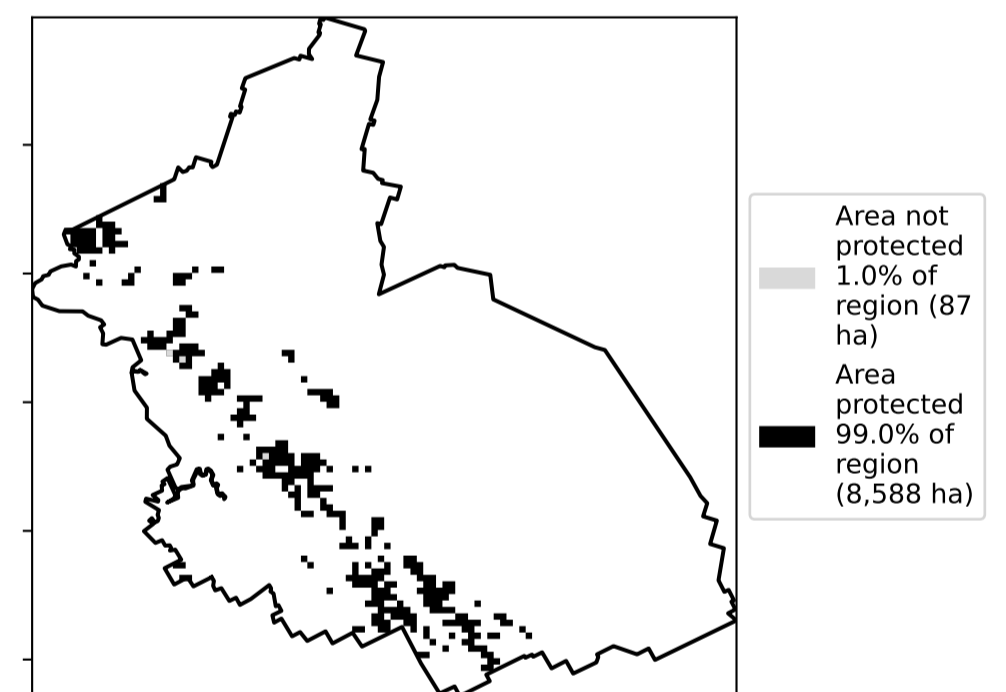 Area not
protected
1.0% of
region (87
ha)
Area
protected
99.0% of
region
(8,588 ha)